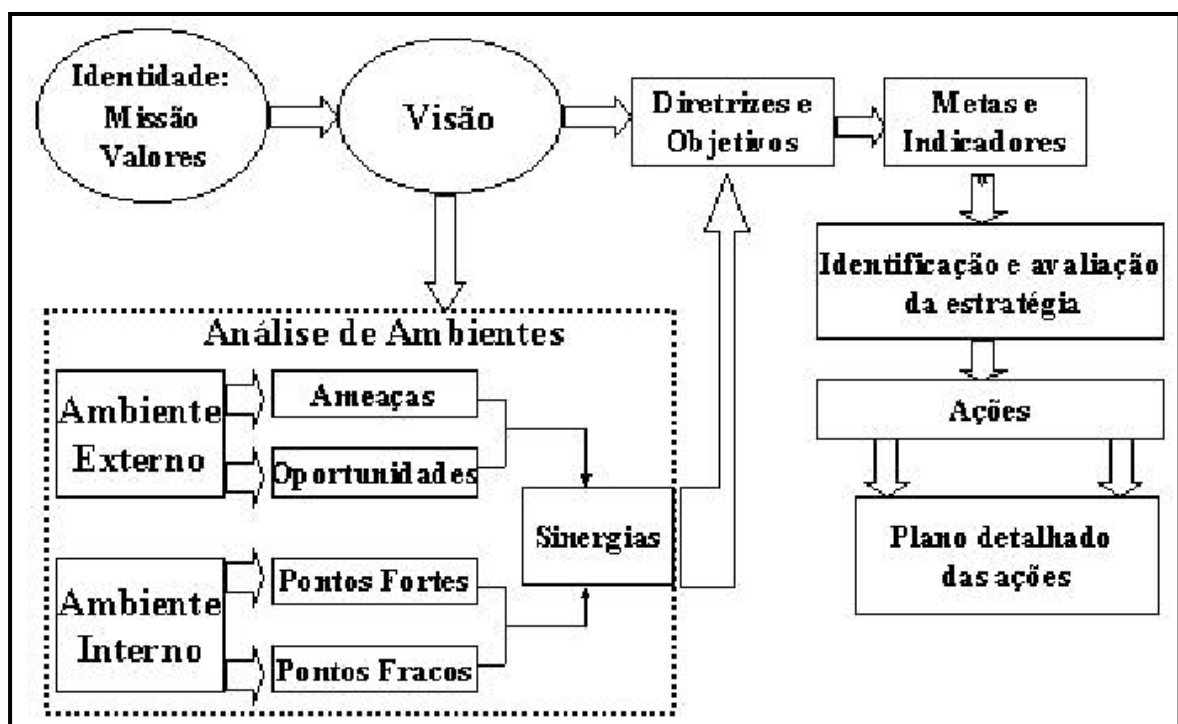 Identidade:
Missão
Valores
Visão
Diretrizes e
Objetivos
Metas e
Indicadores
Identificação e avaliação
da estratégia
Ações
Plano detalhado
das ações
Análise de Ambientes
Ambiente
Externo
Ameaças
Oportunidades
Ambiente
Interno
Pontos Fortes
Pontos Fracos
Sinergias